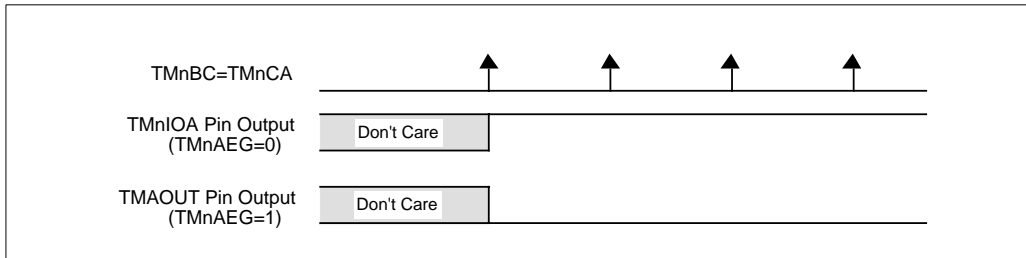 TMnBC=TMnCA
TMnIOA Pin Output
(TMnAEG=0)
Don't Care
TMAOUT Pin Output
(TMnAEG=1)
Don't Care